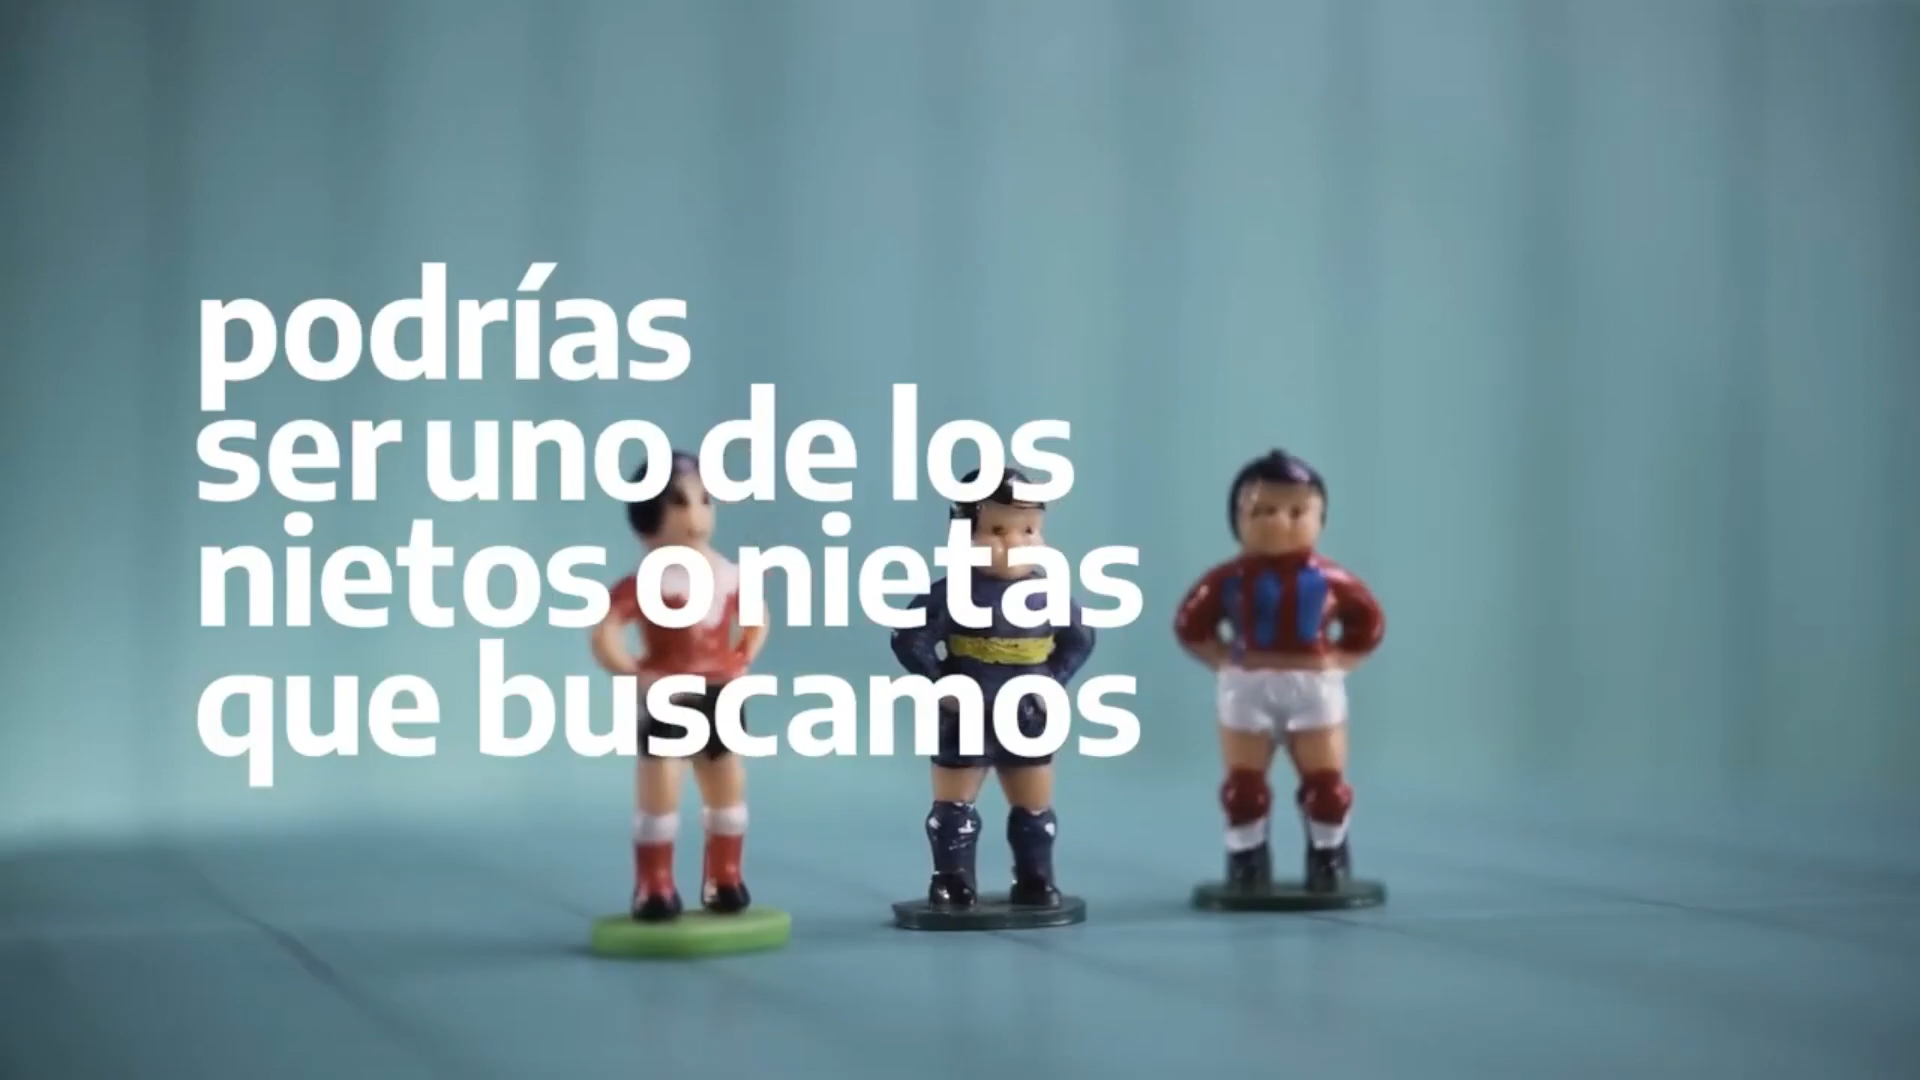 podrías
ser uno de los
nietos o nietas
que buscamos